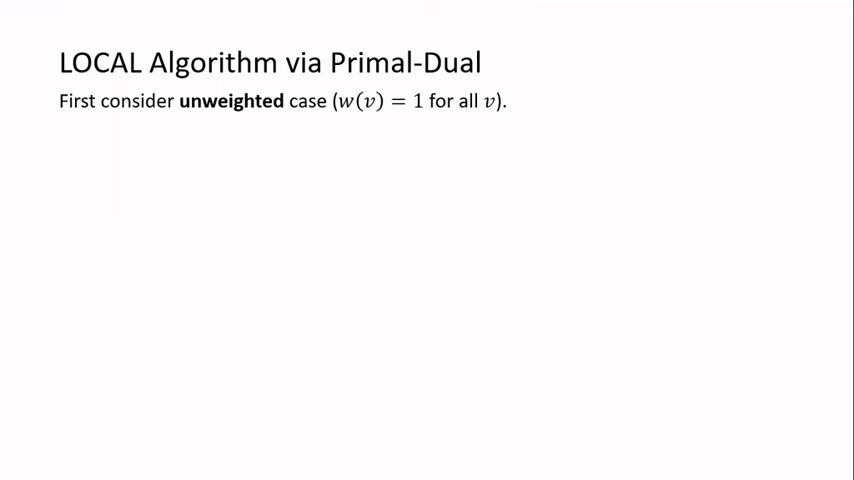 LOCAL Algorithm via Primal-Dual
First consider unweighted case (w(v) = 1 for all v).